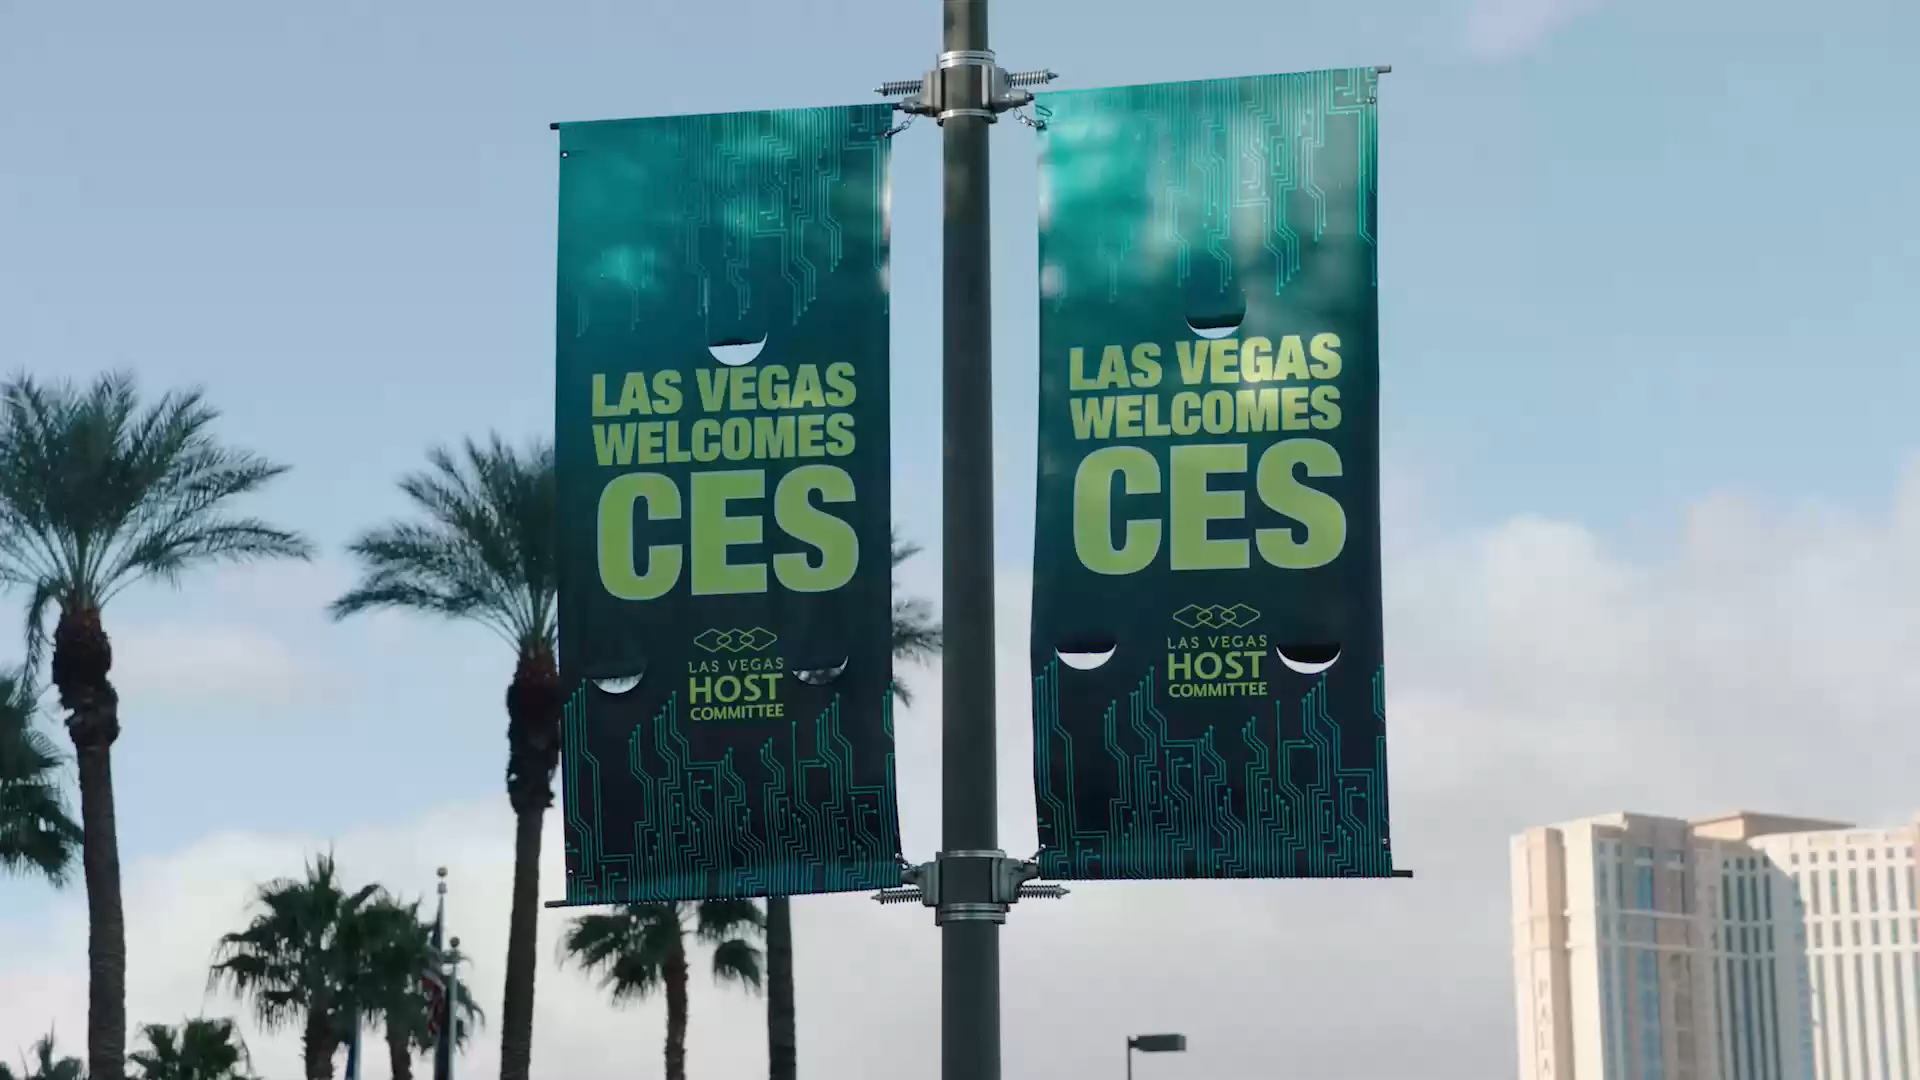 LAS VEGAS
WELCOMES
CES
LAS VEGAS
HOST
COMMITTEE
LAS VEGAS
WELCOMES
CES
LAS VEGAS
HOST
COMMITTEE